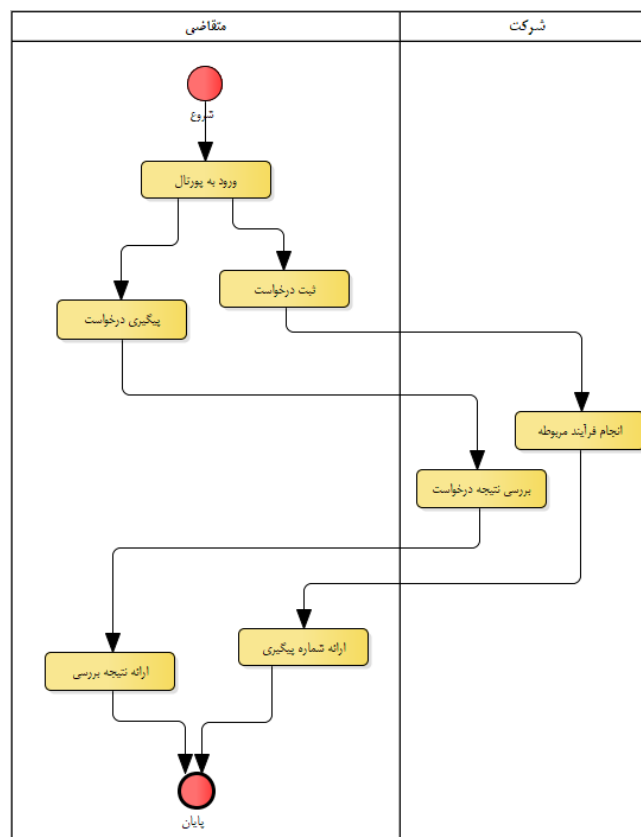 شرکت
متقاضی
شروع
ورود به پورتال
ثبت درخواست
پیگیری درخواست
انجام فرآیند مربوطه
بررسی نتیجه درخواست
ارائه شماره پیگیری
ارائه نتیجه بررسی
پایان